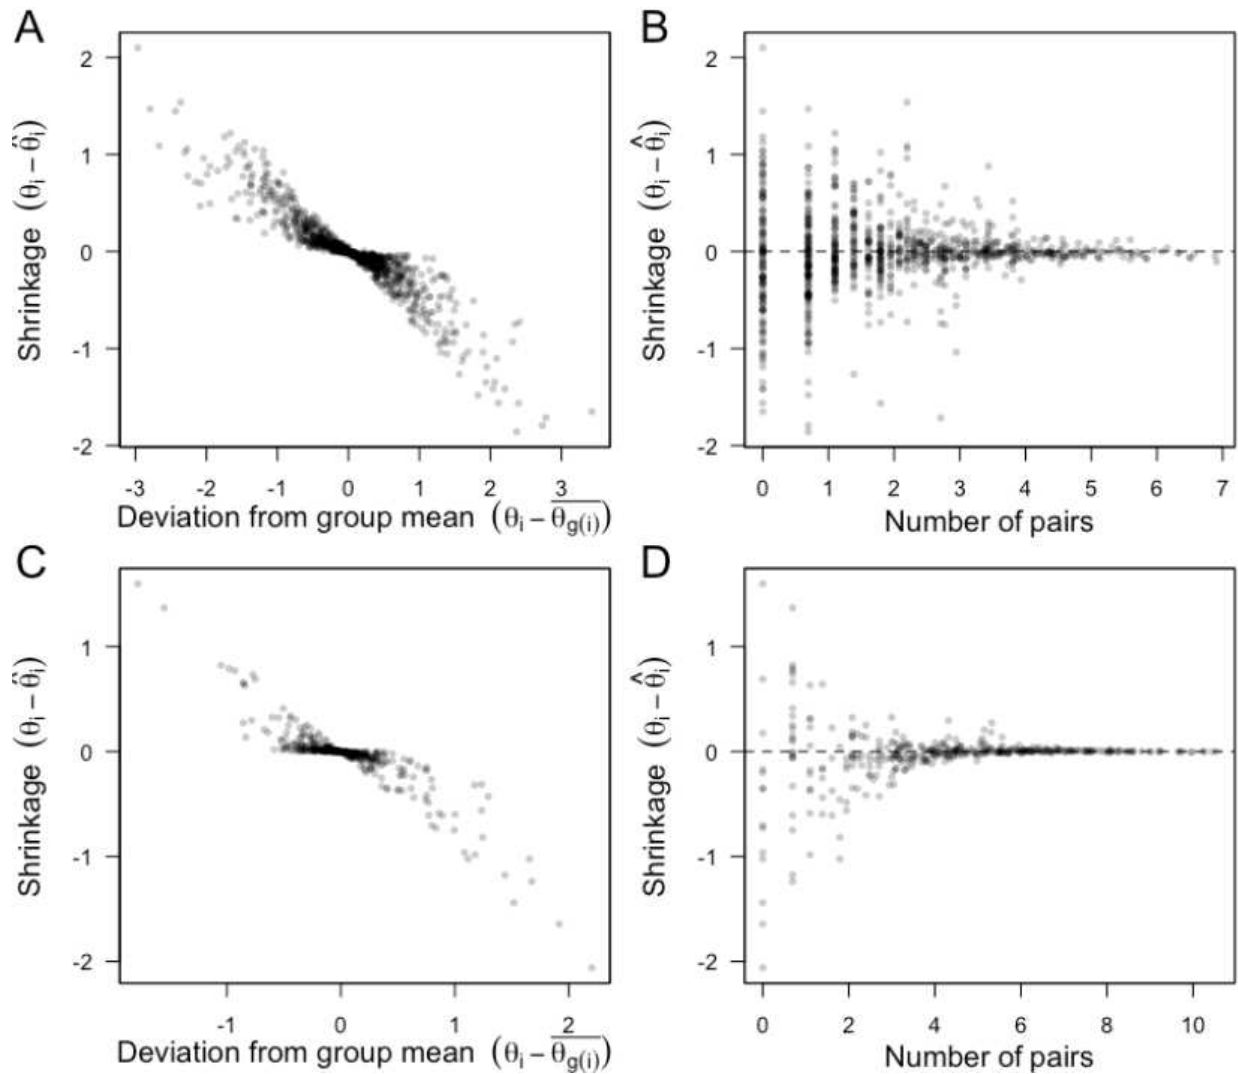 A
2
1
0
-1
-2
Shrinkage (θi – θ̂i)
-3 -2 -1 0 1 2 3
Deviation from group mean (θi – θ̅g(i))
B
2
1
0
-1
-2
Shrinkage (θi – θ̂i)
0 1 2 3 4 5 6 7
Number of pairs
C
1
0
-1
-2
Shrinkage (θi – θ̂i)
-1 0 1 2
Deviation from group mean (θi – θ̅g(i))
D
1
0
-1
-2
Shrinkage (θi – θ̂i)
0 2 4 6 8 10
Number of pairs